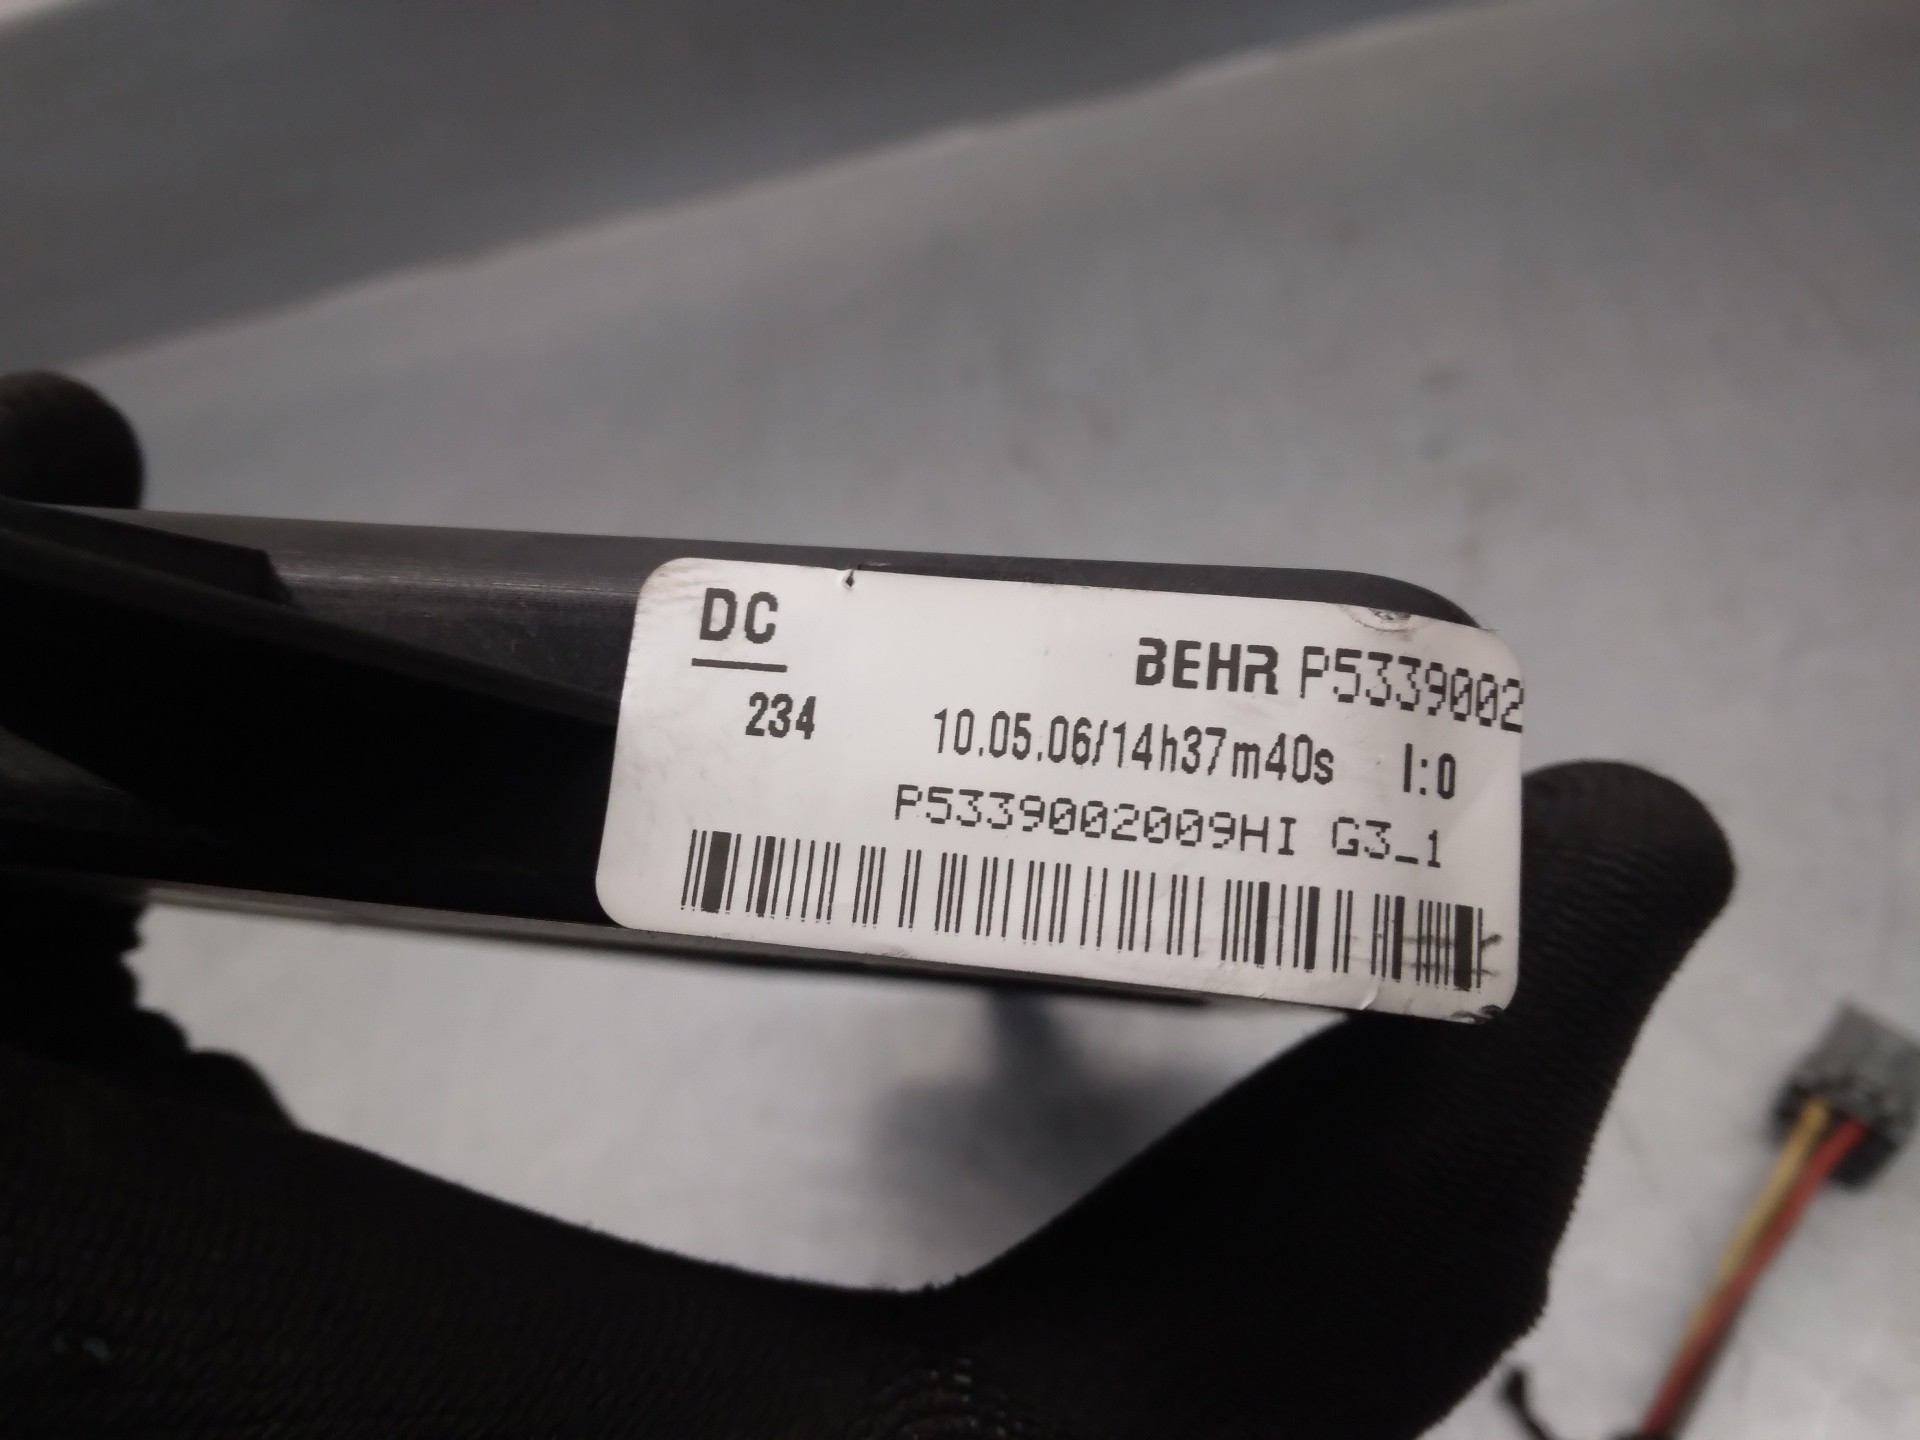 DC
BEHR P5339002
234
10.05.06/14h37m40s I:0
P5339002009HI G3_1